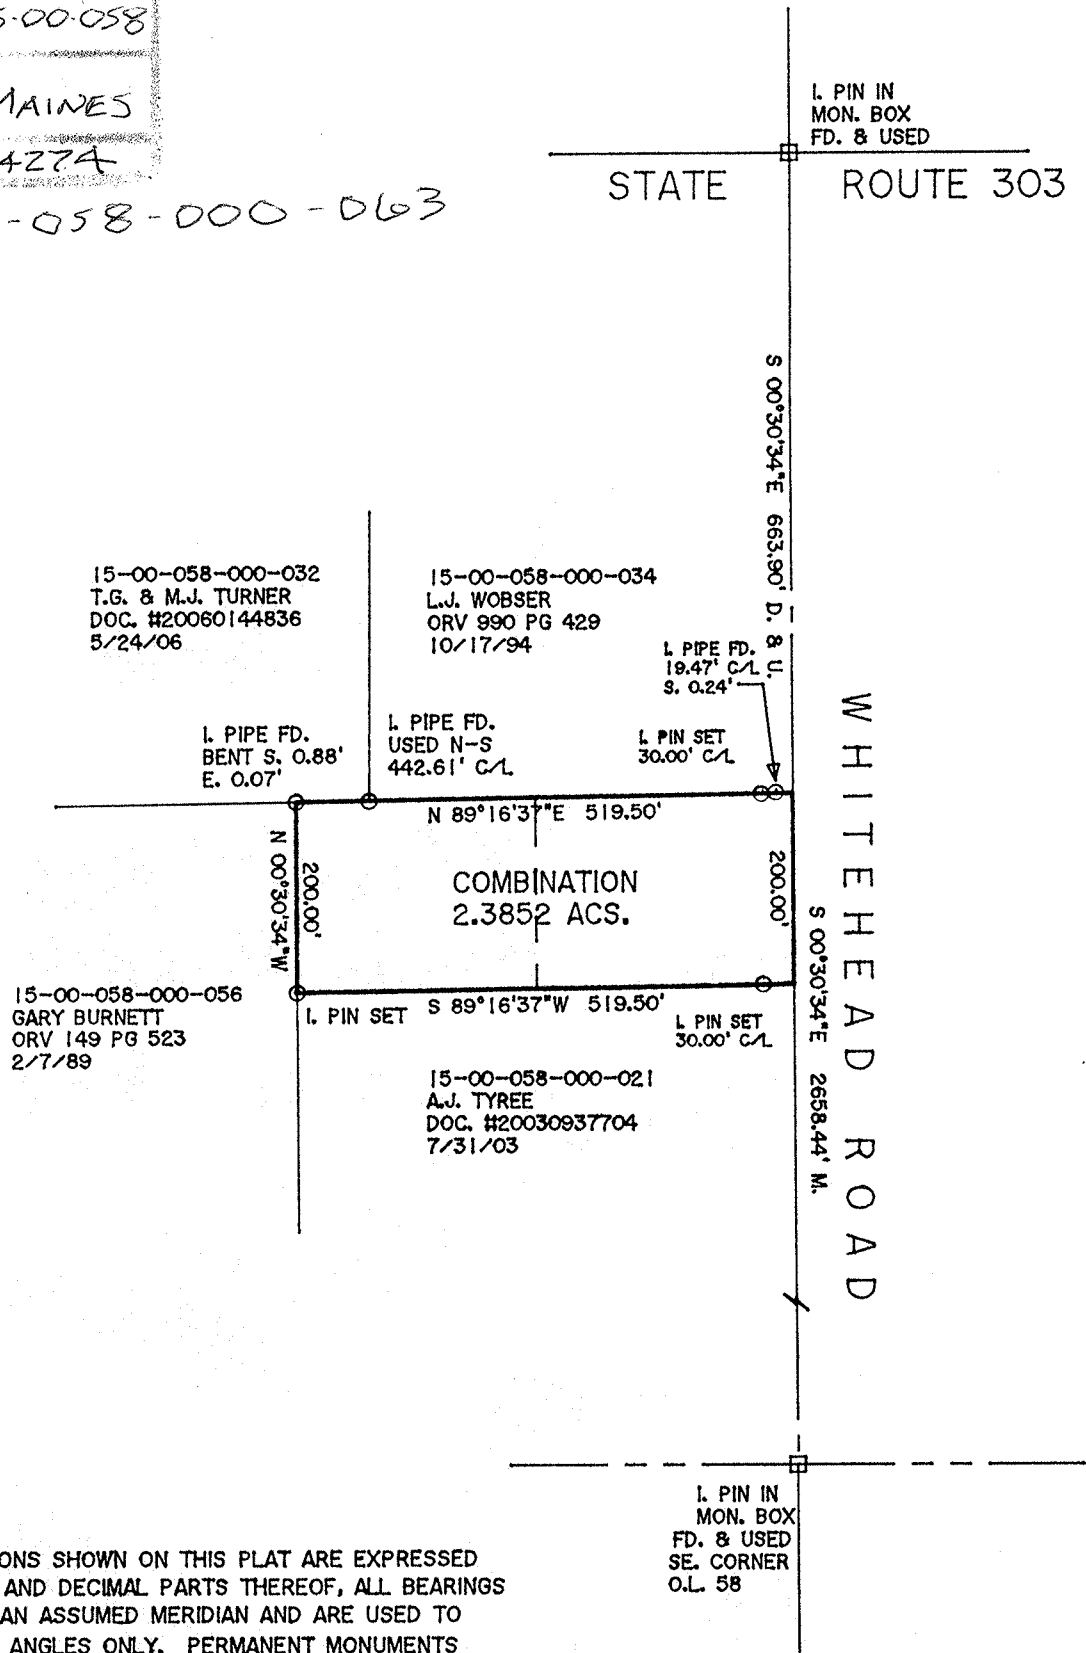 5-00-058
MAINES
4274
-058-000-063
I. PIN IN
MON. BOX
FD. & USED
STATE ROUTE 303
S 00°30'34"E 663.90' D. & U.
15-00-058-000-032
T.G. & M.J. TURNER
DOC. #20060144836
5/24/06
15-00-058-000-034
L.J. WOBSER
ORV 990 PG 429
10/17/94
I. PIPE FD.
19.47' C/L
S. 0.24'
I. PIPE FD.
BENT S. 0.88'
E. 0.07'
I. PIPE FD.
USED N-S
442.61' C/L
I. PIN SET
30.00' C/L
WHITEHEAD ROAD
N 89°16'37"E 519.50'
N 00°30'34"W
200.00'
COMBINATION
2.3852 ACS.
200.00'
S 00°30'34"E 2658.44' M.
15-00-058-000-056
GARY BURNETT
ORV 149 PG 523
2/7/89
I. PIN SET
S 89°16'37"W 519.50'
I. PIN SET
30.00' C/L
15-00-058-000-021
A.J. TYREE
DOC. #20030937704
7/31/03
I. PIN IN
MON. BOX
FD. & USED
SE. CORNER
O.L. 58
ONS SHOWN ON THIS PLAT ARE EXPRESSED
AND DECIMAL PARTS THEREOF, ALL BEARINGS
AN ASSUMED MERIDIAN AND ARE USED TO
ANGLES ONLY. PERMANENT MONUMENTS